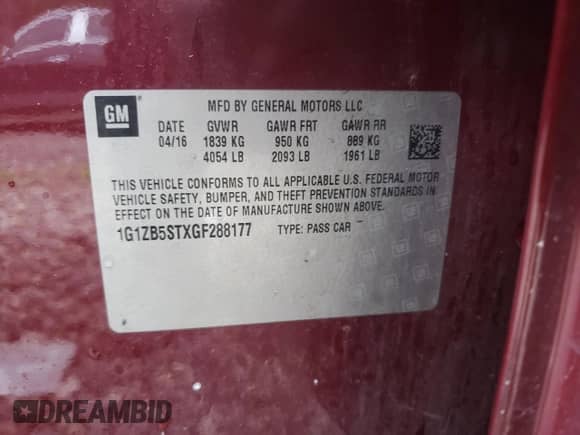 GM
MFD BY GENERAL MOTORS LLC
DATE GVWR GAWR FRT GAWR RR
04/16 1839 KG 950 KG 889 KG
4054 LB 2093 LB 1961 LB
THIS VEHICLE CONFORMS TO ALL APPLICABLE U.S. FEDERAL MOTOR
VEHICLE SAFETY, BUMPER, AND THEFT PREVENTION STANDARDS IN
EFFECT ON THE DATE OF MANUFACTURE SHOWN ABOVE.
1G1ZB5STXGF288177 TYPE: PASS CAR
DREAMBID